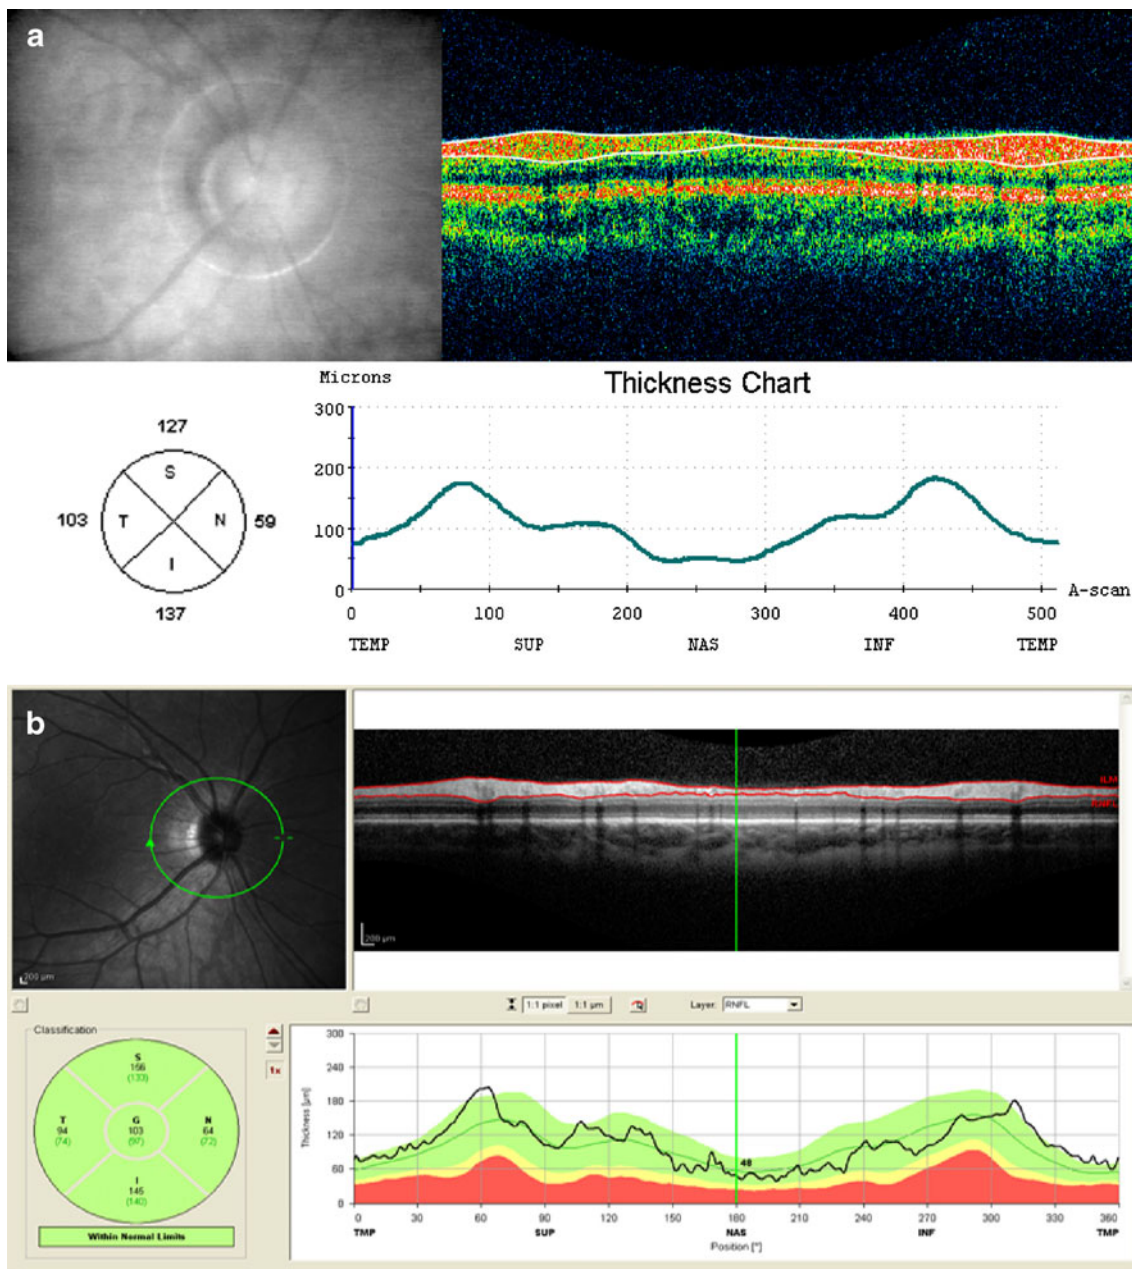 a
Microns
Thickness Chart
300
200
100
0
0 100 200 300 400 500
A-scan
TEMP SUP NAS INF TEMP
127
S
103 T N 59
I
137
b
200 µm
ILM
RNFL
200 µm
1:1 pixel 1:1 µm Layer: RNFL
Classification
S
166
(133)
T
94
(74)
G
103
(97)
N
64
(72)
I
145
(140)
Within Normal Limits
1x
Thickness [µm]
300
240
180
120
60
0
48
0 30 60 90 120 150 180 210 240 270 300 330 360
TMP SUP NAS INF TMP
Position [°]